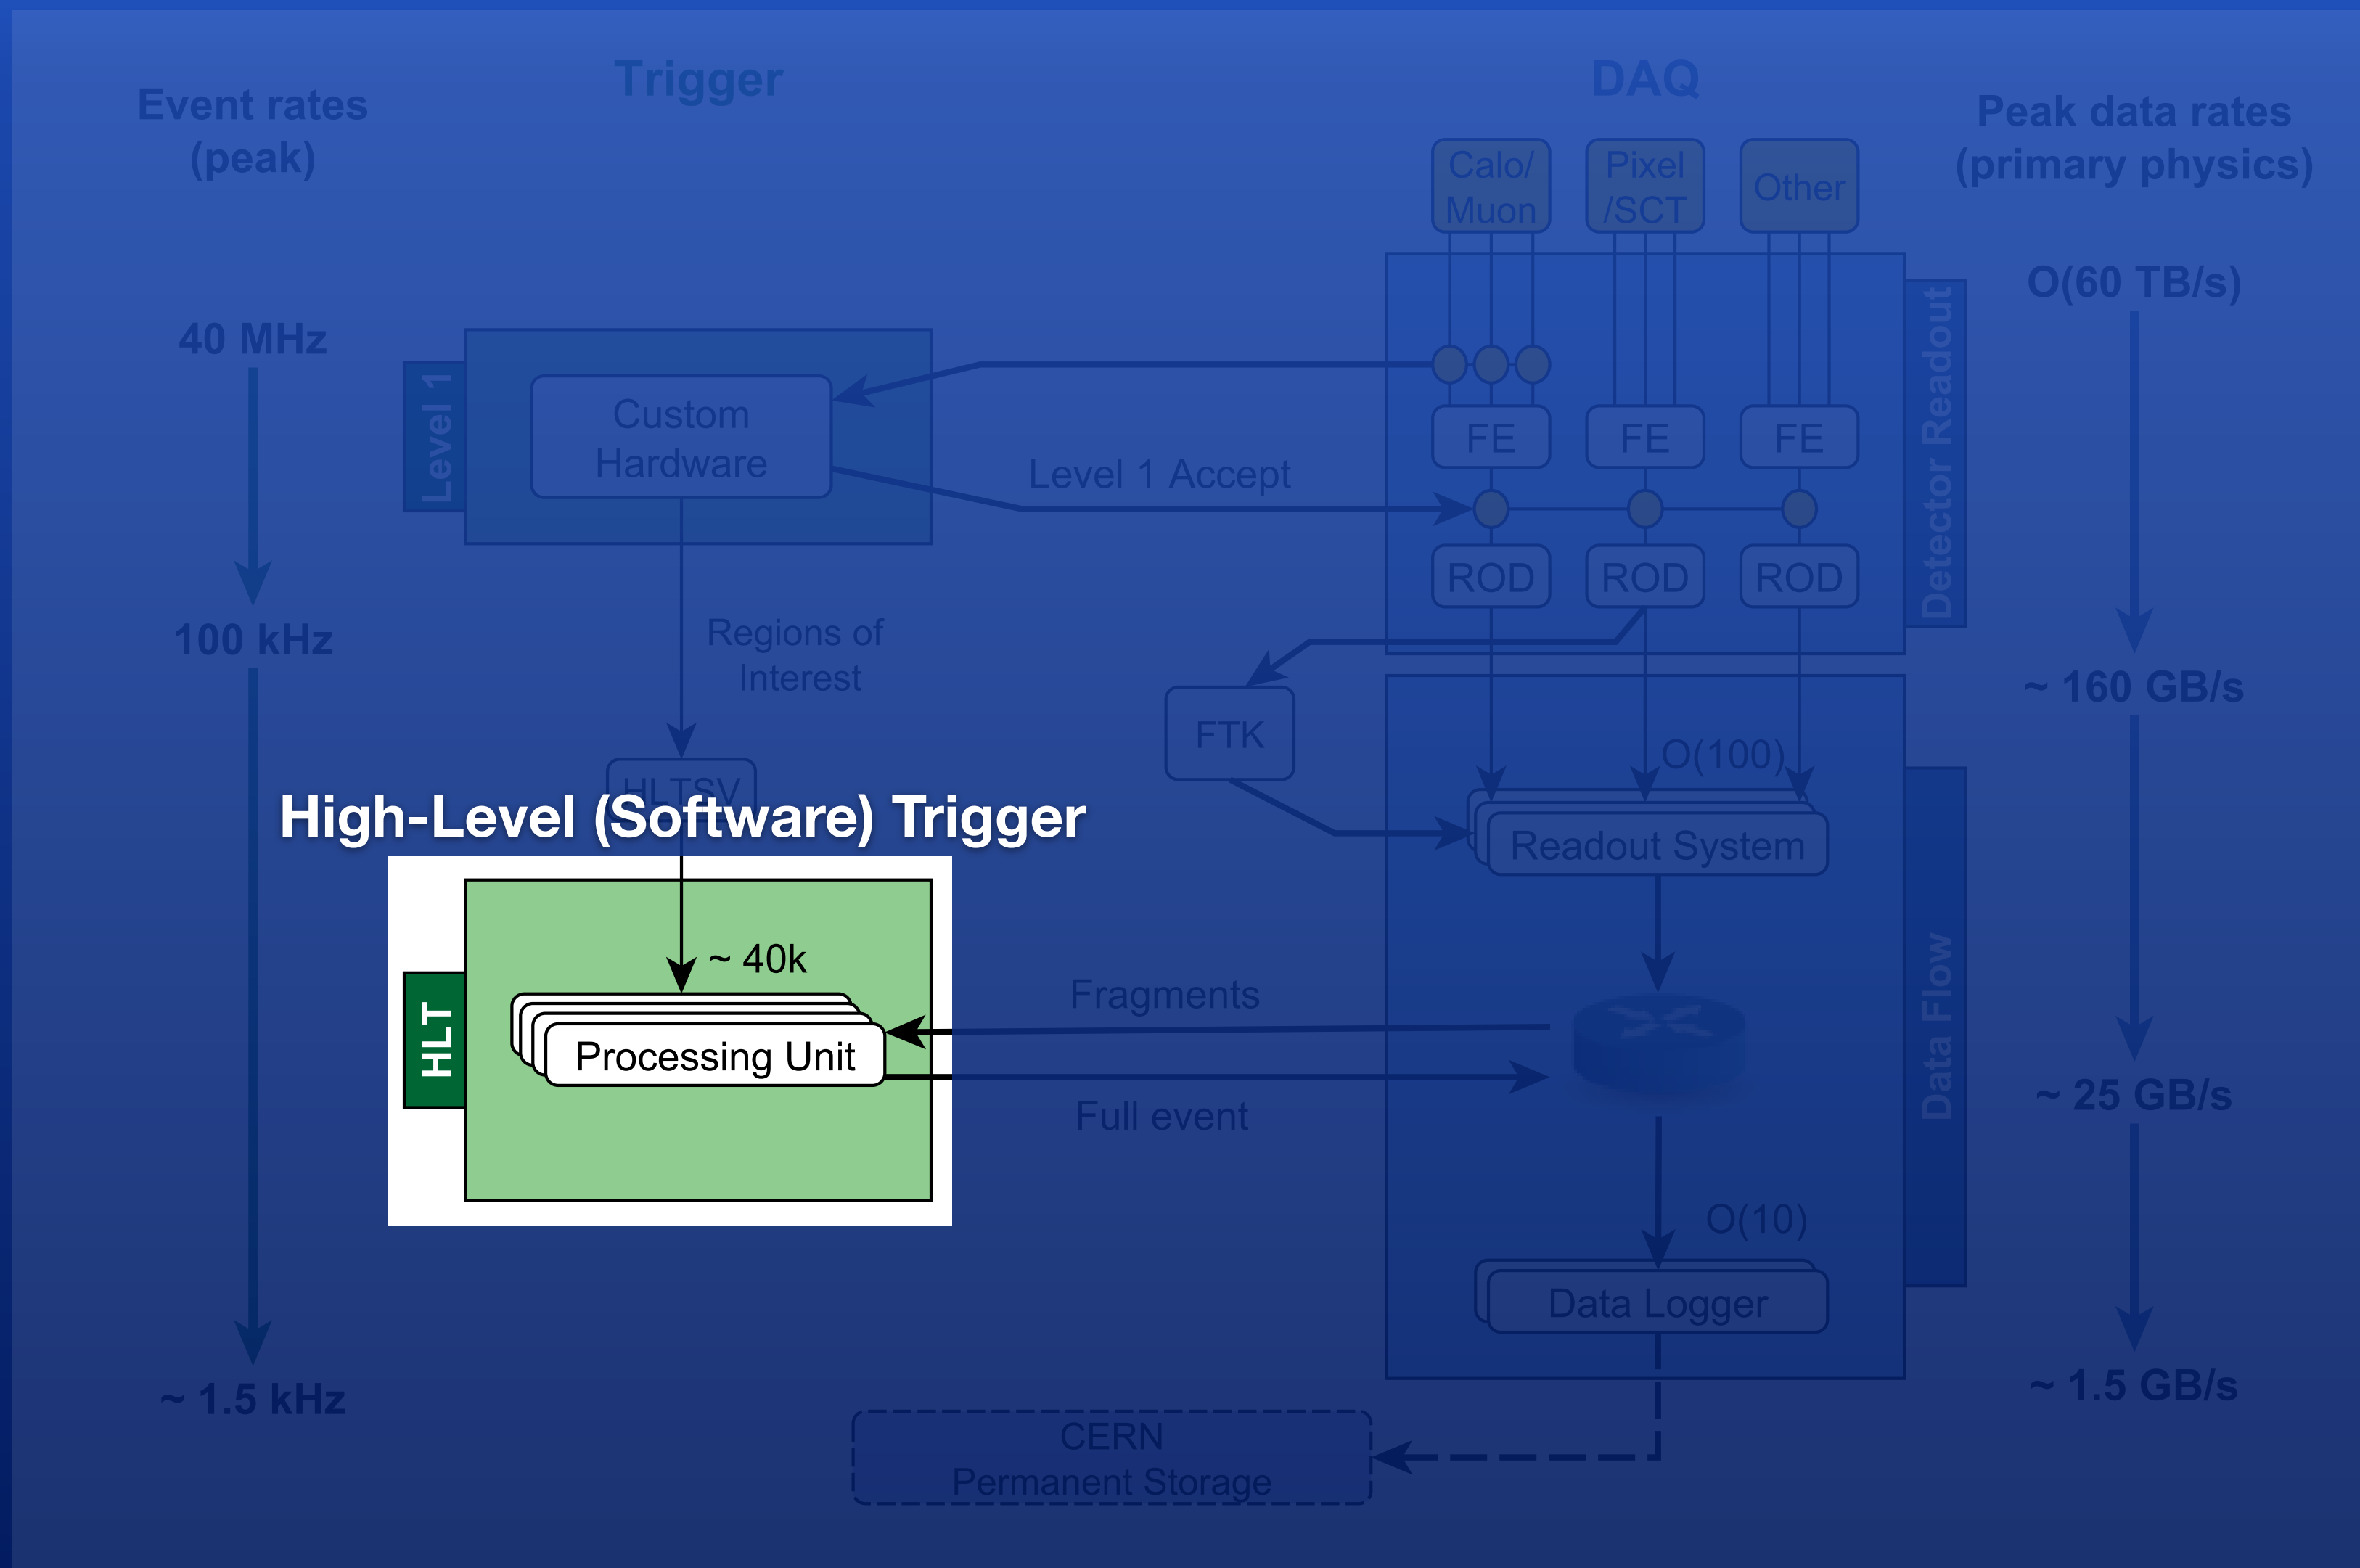 Trigger
DAQ
Event rates
(peak)
Peak data rates
(primary physics)
Calo/
Muon
Pixel
/SCT
Other
O(60 TB/s)
40 MHz
Level 1
Custom
Hardware
FE
FE
FE
Detector Readout
Level 1 Accept
ROD
ROD
ROD
100 kHz
Regions of
Interest
~ 160 GB/s
FTK
O(100)
HLTSV
High-Level (Software) Trigger
Readout System
~ 40k
HLT
Processing Unit
Fragments
Full event
Data Flow
~ 25 GB/s
O(10)
Data Logger
~ 1.5 kHz
~ 1.5 GB/s
CERN
Permanent Storage